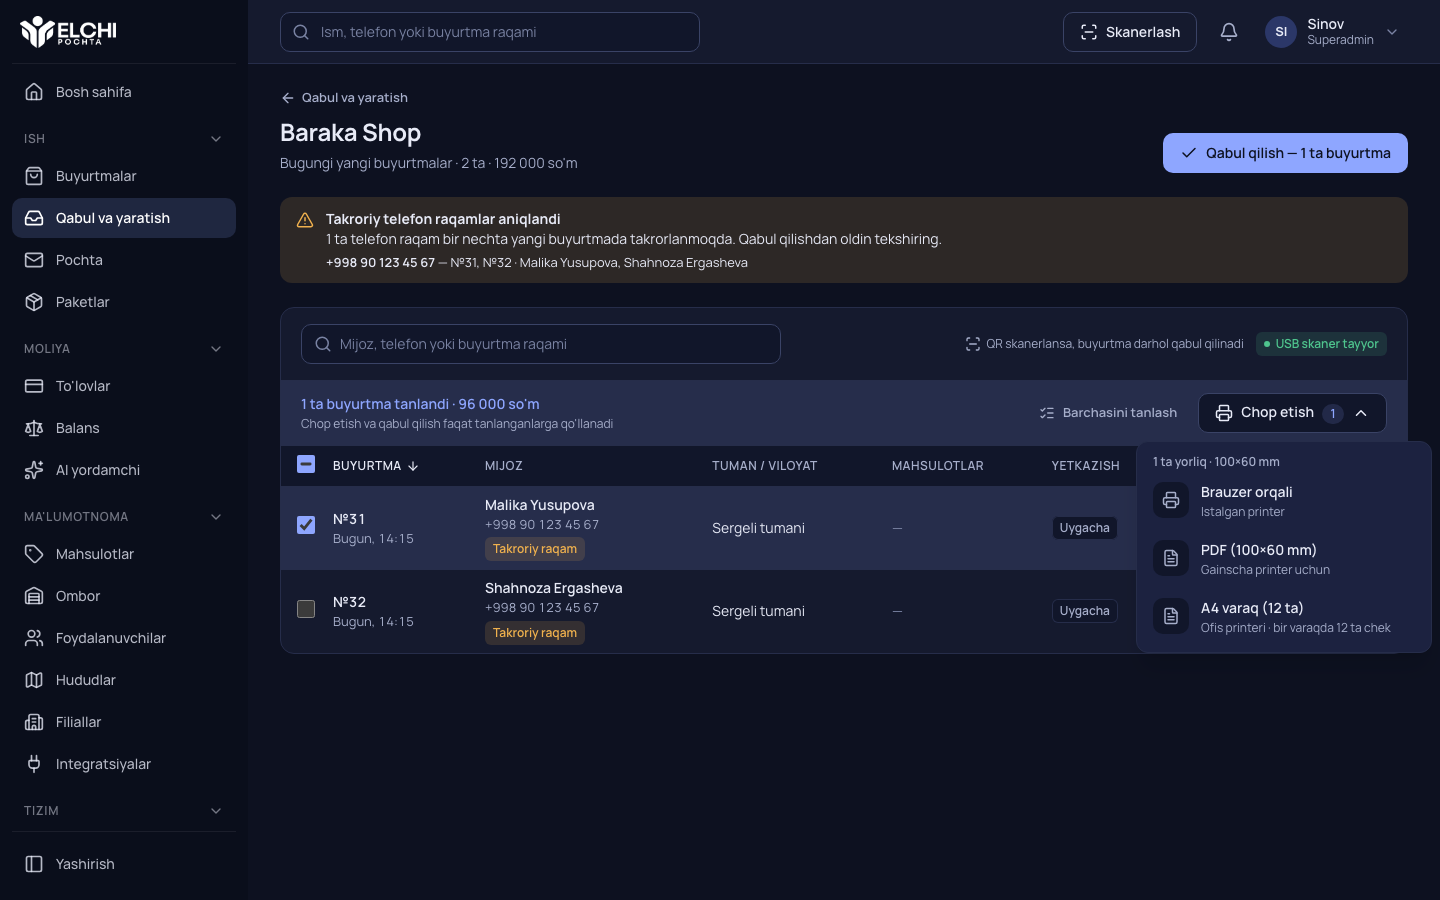 ELCHI
POCHTA
Ism, telefon yoki buyurtma raqami
Skanerlash
SI
Sinov
Superadmin
Bosh sahifa
ISH
Buyurtmalar
Qabul va yaratish
Pochta
Paketlar
MOLIYA
To'lovlar
Balans
AI yordamchi
MA'LUMOTNOMA
Mahsulotlar
Ombor
Foydalanuvchilar
Hududlar
Filiallar
Integratsiyalar
TIZIM
Yashirish
Qabul va yaratish
Baraka Shop
Bugungi yangi buyurtmalar · 2 ta · 192 000 so'm
Qabul qilish — 1 ta buyurtma
Takroriy telefon raqamlar aniqlandi
1 ta telefon raqam bir nechta yangi buyurtmada takrorlanmoqda. Qabul qilishdan oldin tekshiring.
+998 90 123 45 67 — №31, №32 · Malika Yusupova, Shahnoza Ergasheva
Mijoz, telefon yoki buyurtma raqami
QR skanerlansa, buyurtma darhol qabul qilinadi
USB skaner tayyor
1 ta buyurtma tanlandi · 96 000 so'm
Chop etish va qabul qilish faqat tanlanganlarga qo'llanadi
Barchasini tanlash
Chop etish 1
BUYURTMA MIJOZ TUMAN / VILOYAT MAHSULOTLAR YETKAZISH
№31
Bugun, 14:15
Malika Yusupova
+998 90 123 45 67
Takroriy raqam
Sergeli tumani
—
Uygacha
№32
Bugun, 14:15
Shahnoza Ergasheva
+998 90 123 45 67
Takroriy raqam
Sergeli tumani
—
Uygacha
1 ta yorliq · 100×60 mm
Brauzer orqali
Istalgan printer
PDF (100×60 mm)
Gainscha printer uchun
A4 varaq (12 ta)
Ofis printeri · bir varaqda 12 ta chek